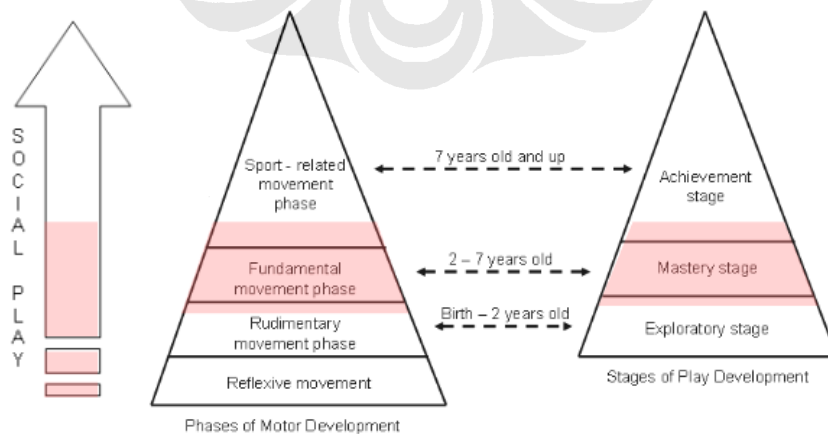 SOCIAL PLAY
Sport - related
movement
phase
7 years old and up
Achievement
stage
Fundamental
movement phase
2 – 7 years old
Mastery stage
Rudimentary
movement phase
Birth – 2 years old
Exploratory stage
Reflexive movement
Stages of Play Development
Phases of Motor Development